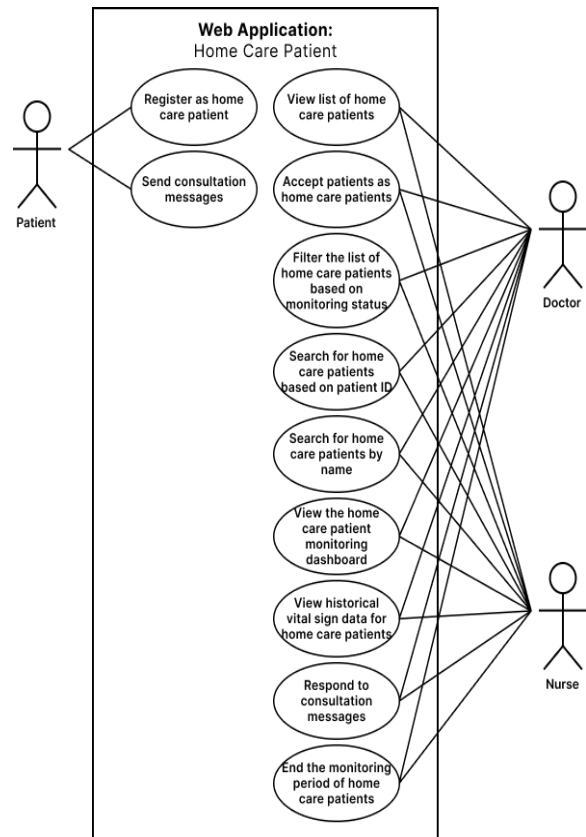 Web Application:
Home Care Patient
Register as home
care patient
Send consultation
messages
Patient
View list of home
care patients
Accept patients as
home care patients
Filter the list of
home care patients
based on
monitoring status
Search for home
care patients
based on patient ID
Search for home
care patients by
name
View the home
care patient
monitoring
dashboard
View historical
vital sign data for
home care patients
Respond to
consultation
messages
End the monitoring
period of home
care patients
Doctor
Nurse